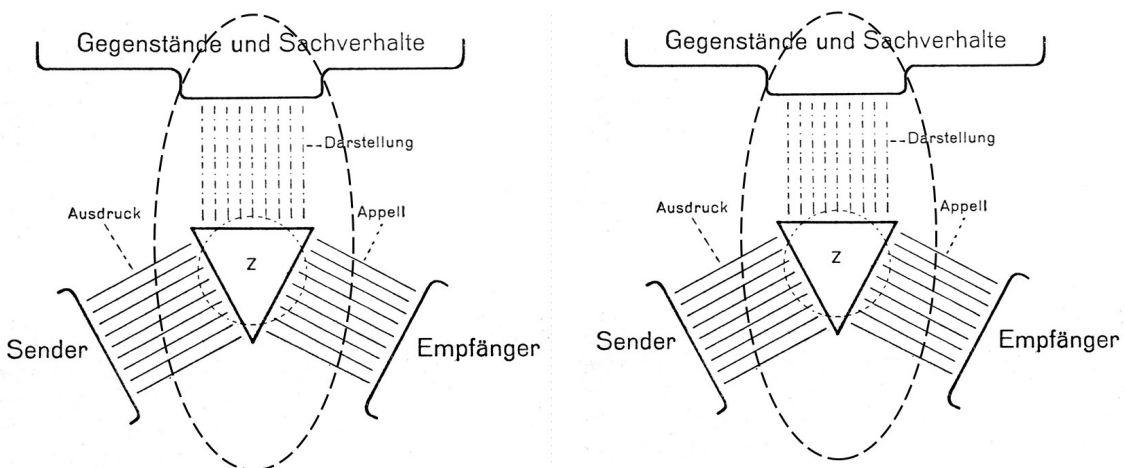 Gegenstände und Sachverhalte
Darstellung
Ausdruck
Appell
Z
Sender
Empfänger
Gegenstände und Sachverhalte
Darstellung
Ausdruck
Appell
Z
Sender
Empfänger